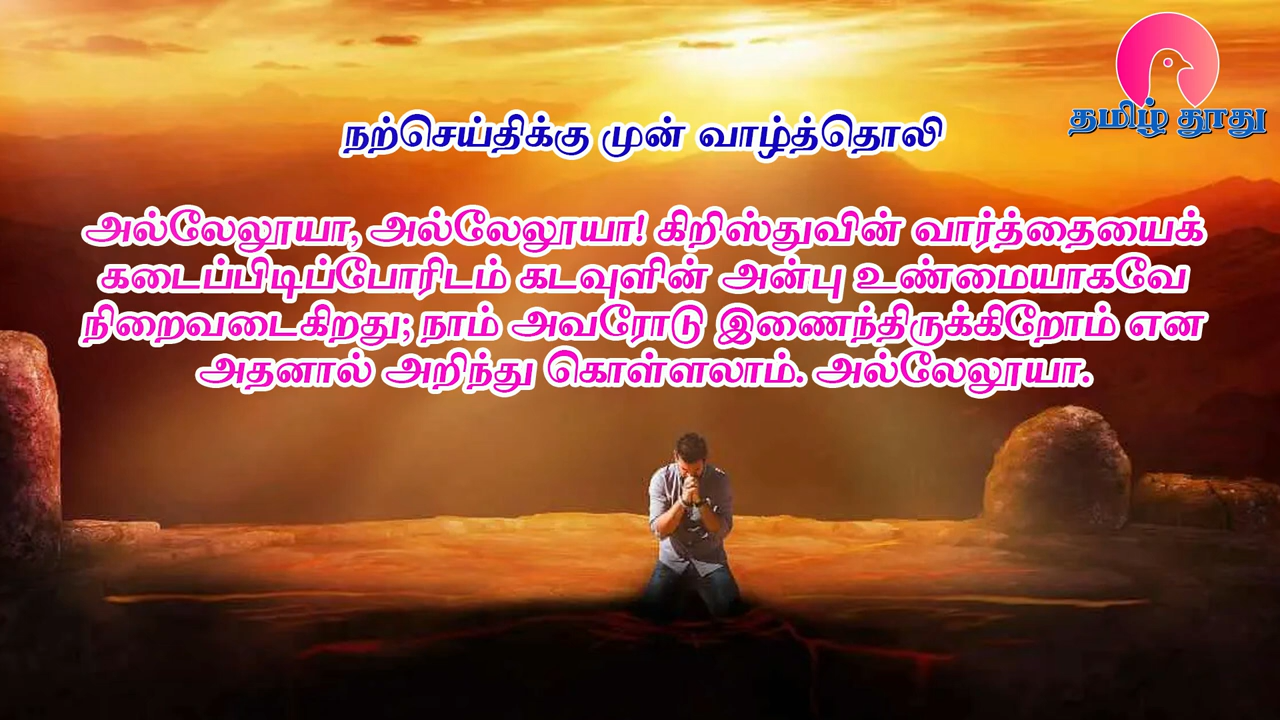 தமிழ் தூது
நற்செய்திக்கு முன் வாழ்த்தொலி
அல்லேலூயா, அல்லேலூயா! கிறிஸ்துவின் வார்த்தையைக்
கடைப்பிடிப்போரிடம் கடவுளின் அன்பு உண்மையாகவே
நிறைவடைகிறது; நாம் அவரோடு இணைந்திருக்கிறோம் என
அதனால் அறிந்து கொள்ளலாம். அல்லேலூயா.